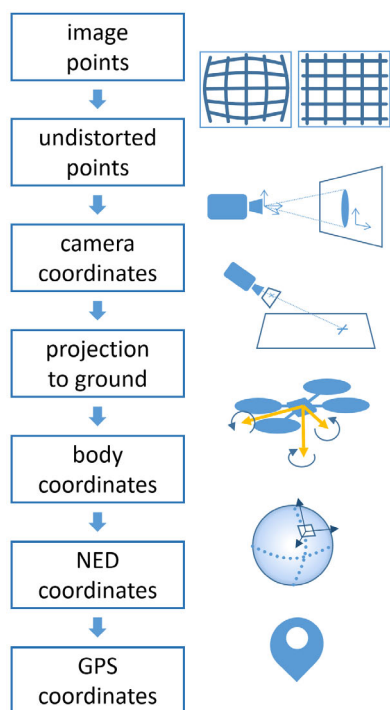 image
points
undistorted
points
camera
coordinates
projection
to ground
body
coordinates
NED
coordinates
GPS
coordinates